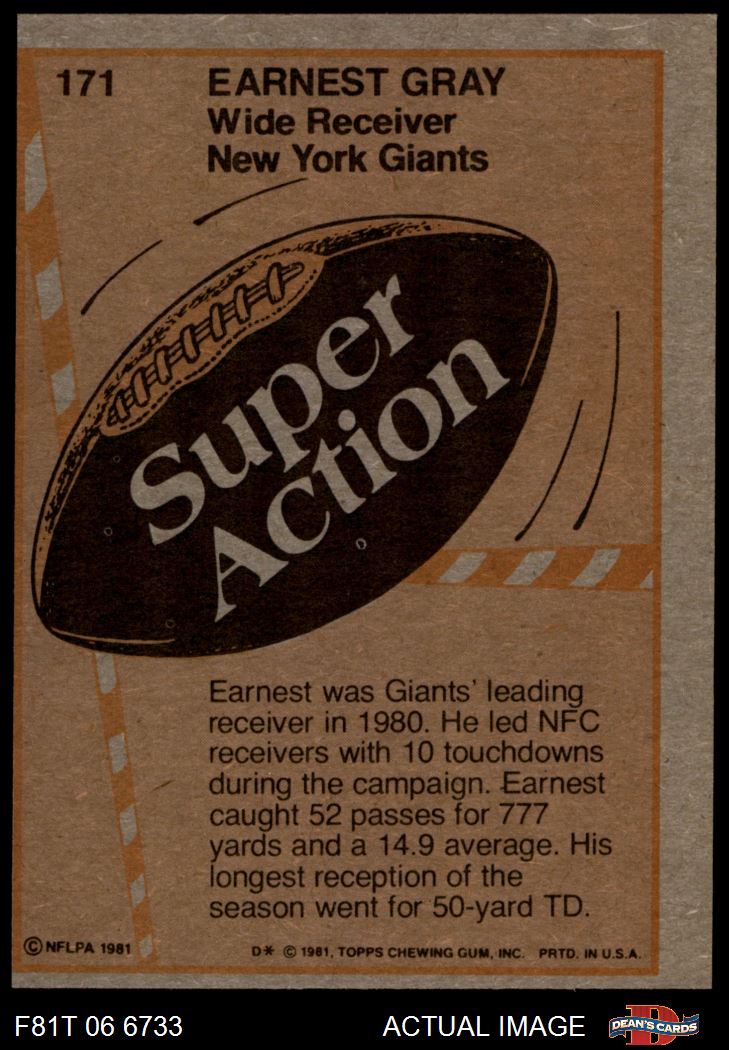 171
EARNEST GRAY
Wide Receiver
New York Giants
Super
Action
Earnest was Giants' leading
receiver in 1980. He led NFC
receivers with 10 touchdowns
during the campaign. Earnest
caught 52 passes for 777
yards and a 14.9 average. His
longest reception of the
season went for 50-yard TD.
© NFLPA 1981
D* © 1981, TOPPS CHEWING GUM, INC. PRTD. IN U.S.A.
F81T 06 6733
ACTUAL IMAGE
D
DEAN'S CARDS